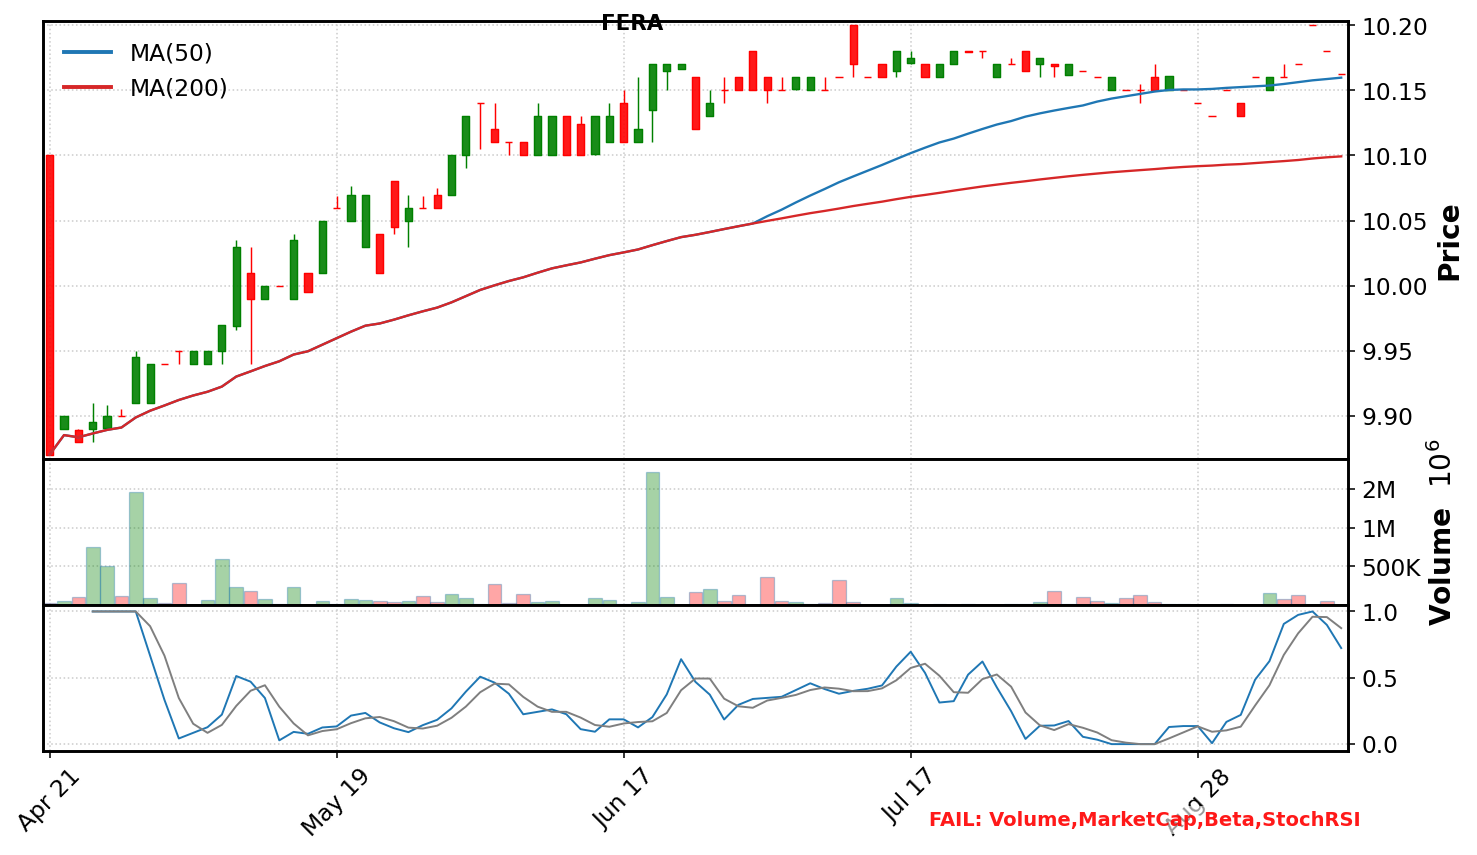 FERA
MA(50)
MA(200)
10.20
10.15
10.10
10.05
10.00
9.95
9.90
Price
2M
1M
500K
Volume 10⁶
1.0
0.5
0.0
Apr 21
May 19
Jun 17
Jul 17
Aug 28
FAIL: Volume,MarketCap,Beta,StochRSI